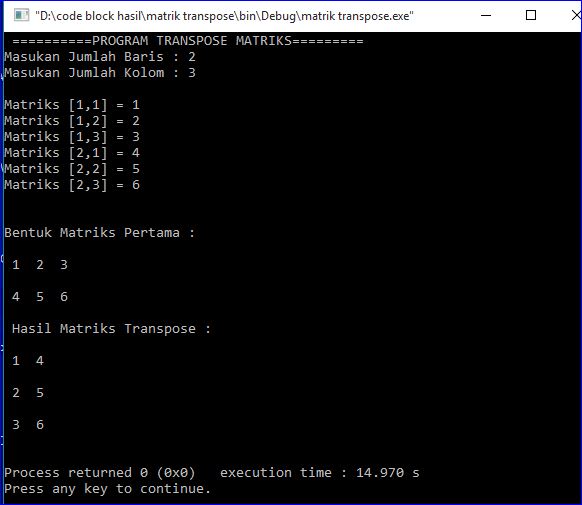 "D:\code block hasil\matrik transpose\bin\Debug\matrik transpose.exe"
==========PROGRAM TRANSPOSE MATRIKS=========
Masukan Jumlah Baris : 2
Masukan Jumlah Kolom : 3
Matriks [1,1] = 1
Matriks [1,2] = 2
Matriks [1,3] = 3
Matriks [2,1] = 4
Matriks [2,2] = 5
Matriks [2,3] = 6
Bentuk Matriks Pertama :
1 2 3
4 5 6
Hasil Matriks Transpose :
1 4
2 5
3 6
Process returned 0 (0x0)   execution time : 14.970 s
Press any key to continue.